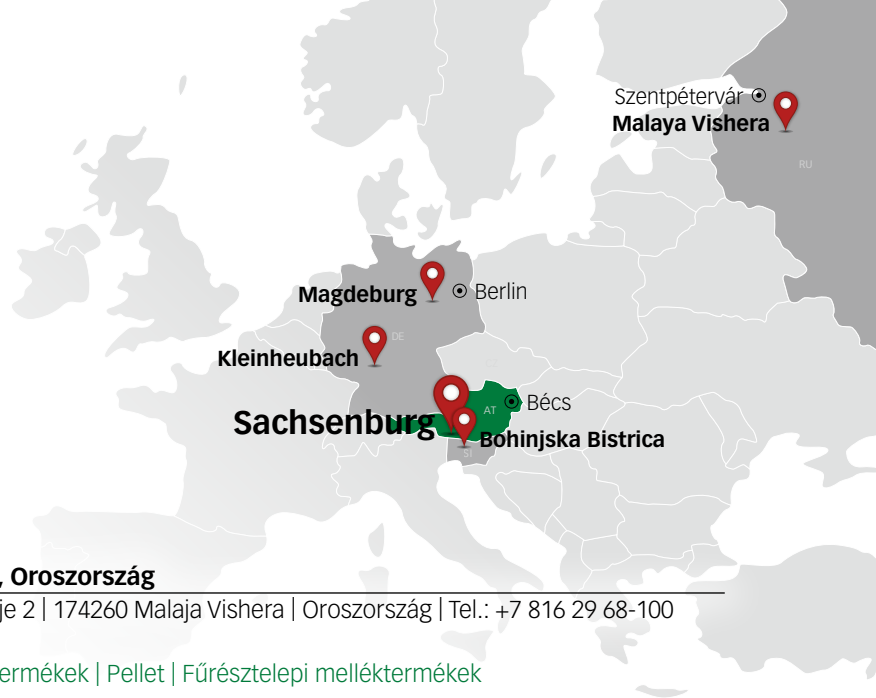 Szentpétervár
Malaya Vishera
RU
Magdeburg
Berlin
DE
Kleinheubach
Sachsenburg
AT
Bécs
Bohinjska Bistrica
SI
, Oroszország
je 2 | 174260 Malaja Vishera | Oroszország | Tel.: +7 816 29 68-100
ermékek | Pellet | Fűrésztelepi melléktermékek